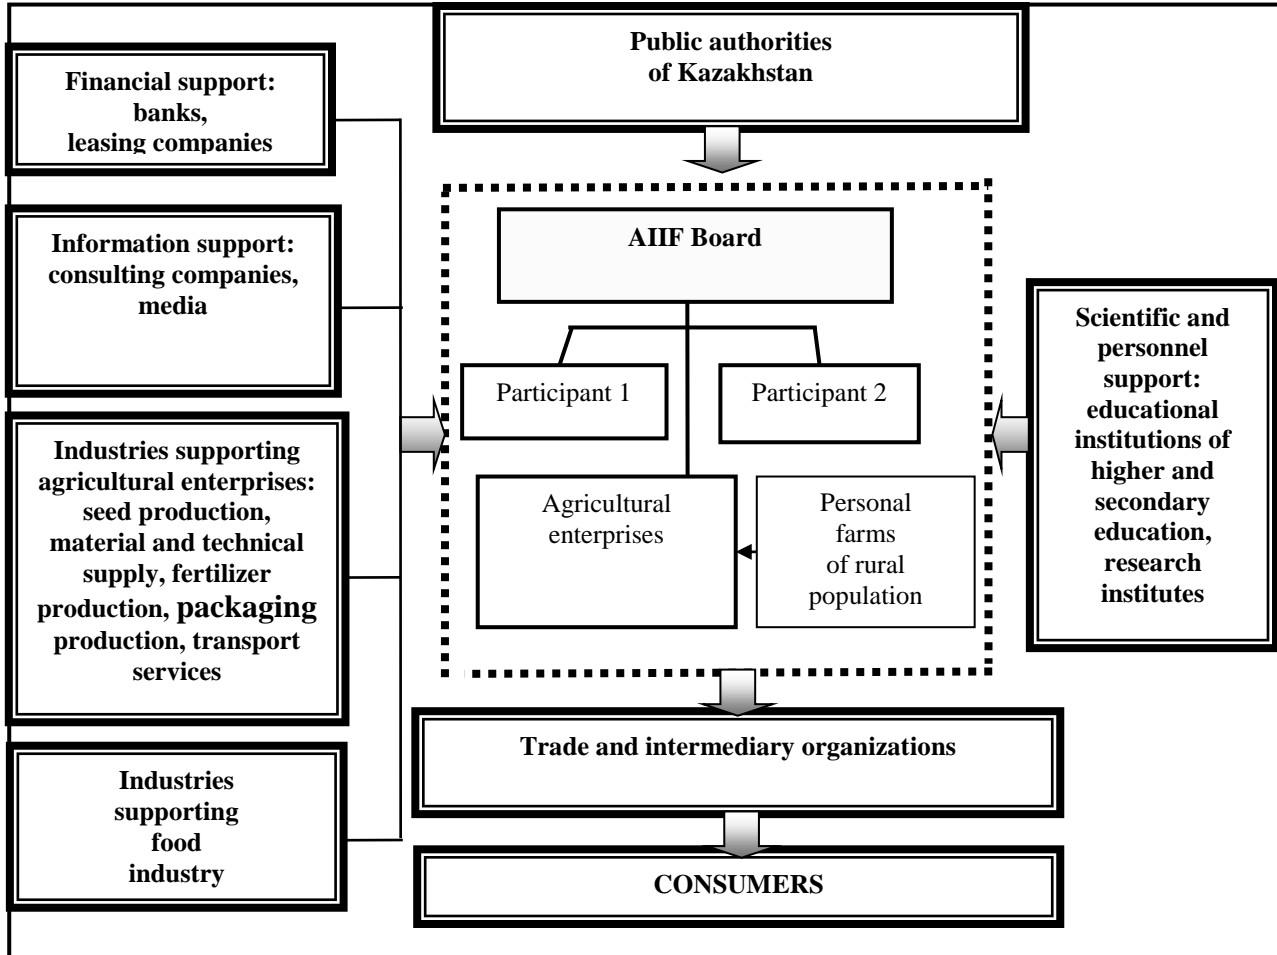 Public authorities
of Kazakhstan
Financial support:
banks,
leasing companies
Information support:
consulting companies,
media
Industries supporting
agricultural enterprises:
seed production,
material and technical
supply, fertilizer
production, packaging
production, transport
services
Industries
supporting
food
industry
AIIF Board
Participant 1
Participant 2
Agricultural
enterprises
Personal
farms
of rural
population
Scientific and
personnel
support:
educational
institutions of
higher and
secondary
education,
research
institutes
Trade and intermediary organizations
CONSUMERS